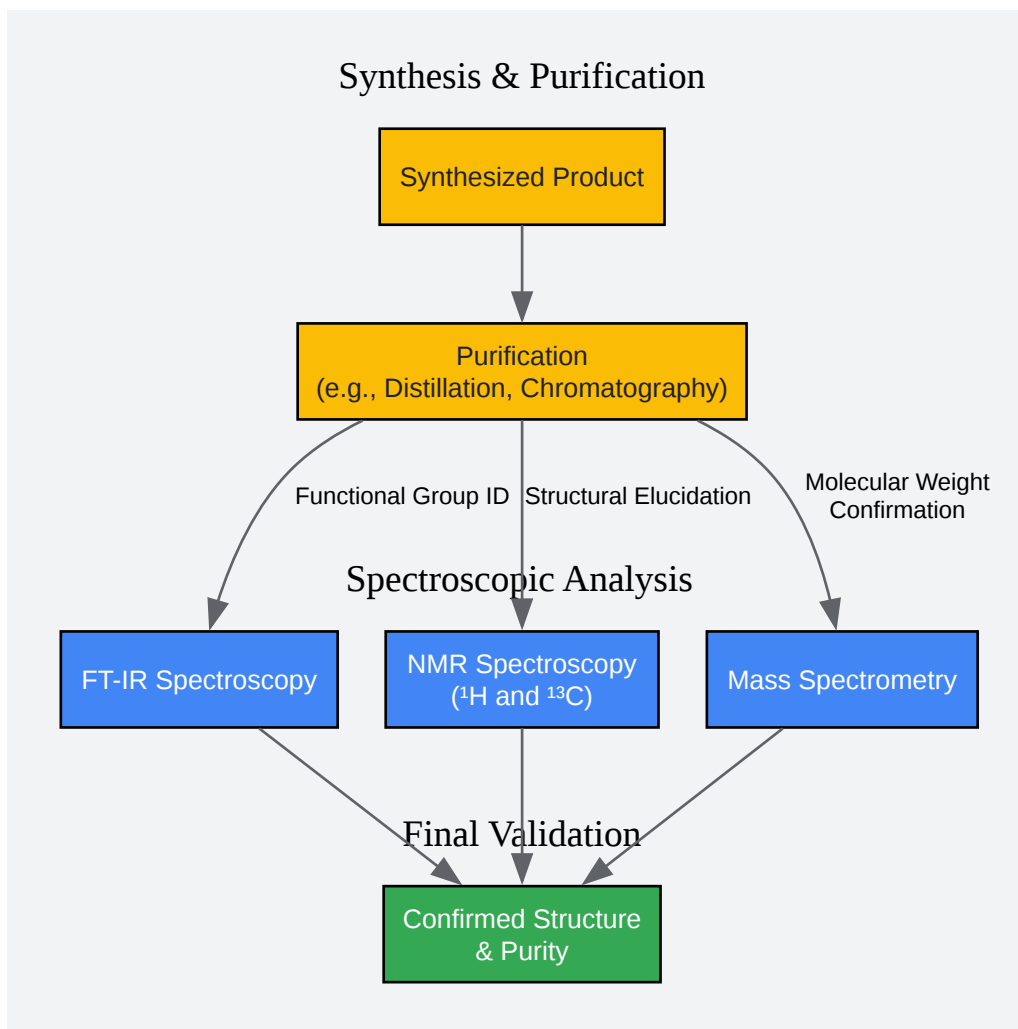 Synthesis & Purification
Synthesized Product
Purification
(e.g., Distillation, Chromatography)
Functional Group ID
Structural Elucidation
Molecular Weight
Confirmation
Spectroscopic Analysis
FT-IR Spectroscopy
NMR Spectroscopy
(¹H and ¹³C)
Mass Spectrometry
Final Validation
Confirmed Structure
& Purity